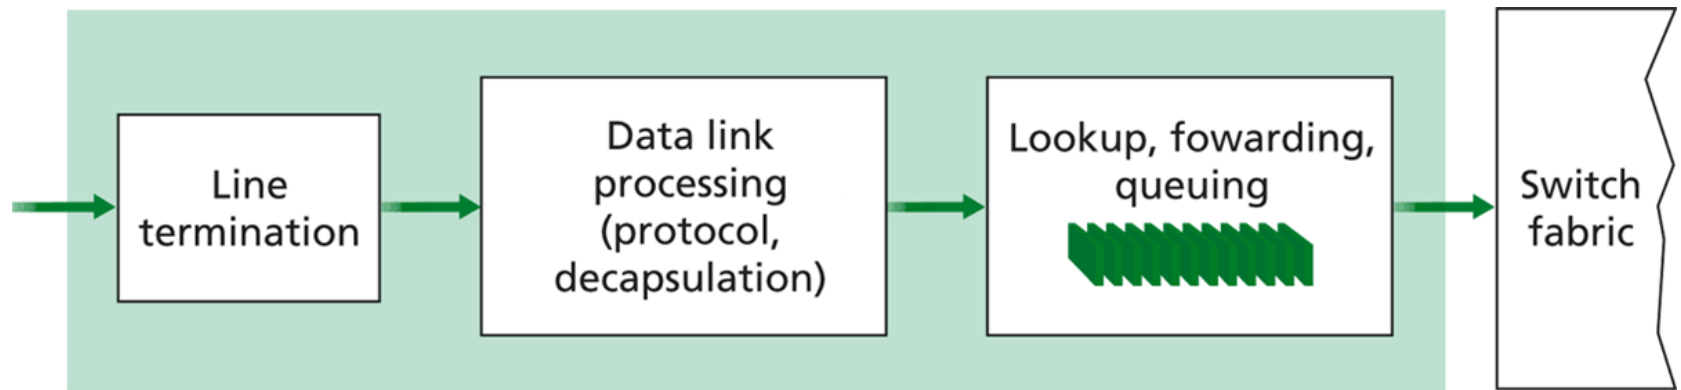 Line
termination
Data link
processing
(protocol,
decapsulation)
Lookup, fowarding,
queuing
Switch
fabric